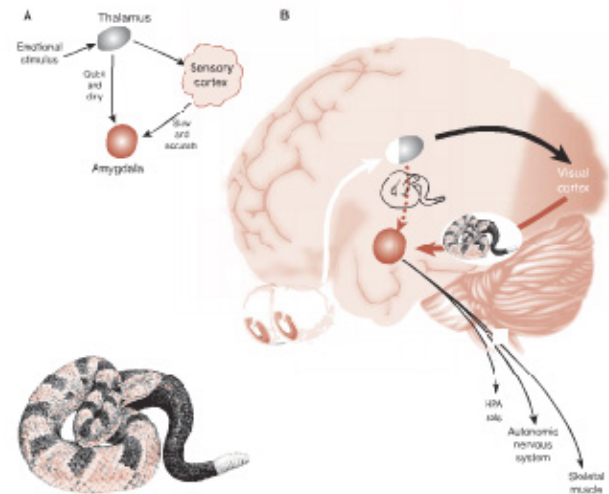 A
Thalamus
Emotional
stimulus
Sensory
cortex
Quick
and
dirty
Slow
and
accurate
Amygdala
B
Visual
cortex
HPA
axis
Autonomic
nervous
system
Skeletal
muscle